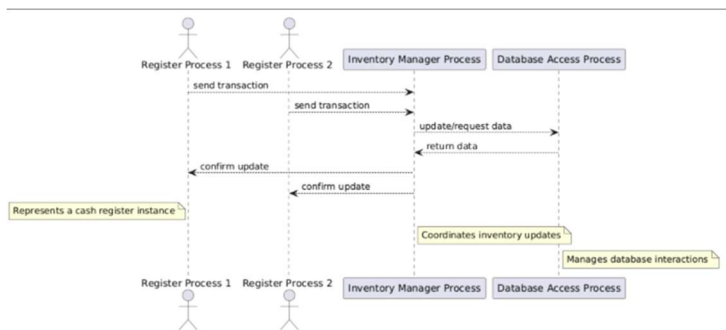 Register Process 1
Register Process 2
Inventory Manager Process
Database Access Process
send transaction
send transaction
update/request data
return data
confirm update
confirm update
Represents a cash register instance
Coordinates inventory updates
Manages database interactions
Register Process 1
Register Process 2
Inventory Manager Process
Database Access Process